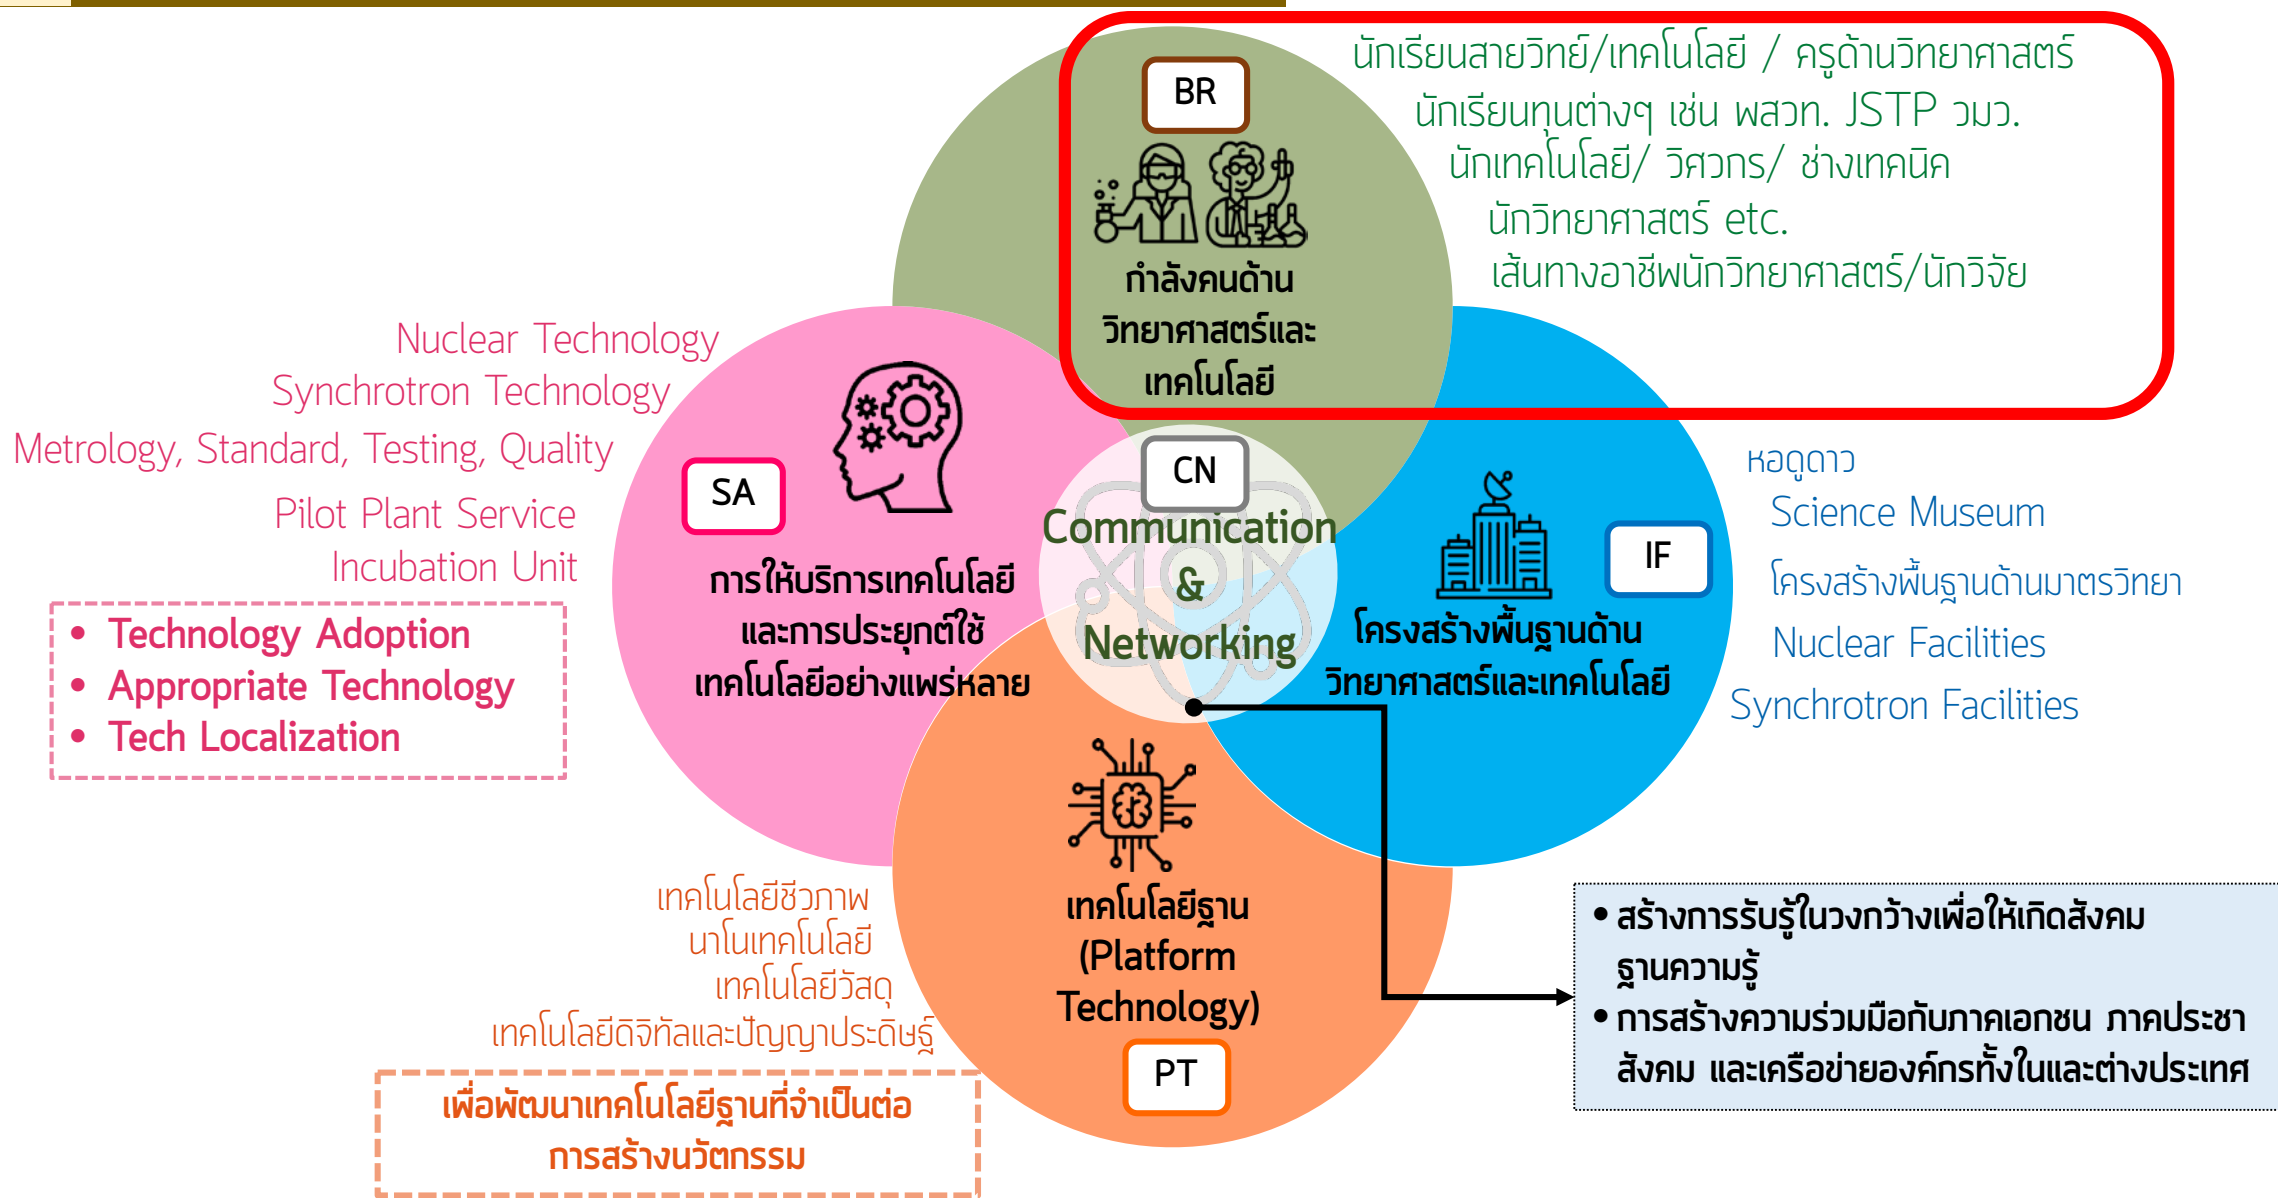 BR
กำลังคนด้าน
วิทยาศาสตร์และ
เทคโนโลยี
นักเรียนสายวิทย์/เทคโนโลยี / ครูด้านวิทยาศาสตร์
นักเรียนทุนต่างๆ เช่น พสวท. JSTP วมว.
นักเทคโนโลยี/ วิศวกร/ ช่างเทคนิค
นักวิทยาศาสตร์ etc.
เส้นทางอาชีพนักวิทยาศาสตร์/นักวิจัย
Nuclear Technology
Synchrotron Technology
Metrology, Standard, Testing, Quality
Pilot Plant Service
Incubation Unit
• Technology Adoption
• Appropriate Technology
• Tech Localization
SA
การให้บริการเทคโนโลยี
และการประยุกต์ใช้
เทคโนโลยีอย่างแพร่หลาย
CN
Communication
&
Networking
IF
โครงสร้างพื้นฐานด้าน
วิทยาศาสตร์และเทคโนโลยี
หอดูดาว
Science Museum
โครงสร้างพื้นฐานด้านมาตรวิทยา
Nuclear Facilities
Synchrotron Facilities
เทคโนโลยีชีวภาพ
นาโนเทคโนโลยี
เทคโนโลยีวัสดุ
เทคโนโลยีดิจิทัลและปัญญาประดิษฐ์
เพื่อพัฒนาเทคโนโลยีฐานที่จำเป็นต่อ
การสร้างนวัตกรรม
เทคโนโลยีฐาน
(Platform
Technology)
PT
• สร้างการรับรู้ในวงกว้างเพื่อให้เกิดสังคม
ฐานความรู้
• การสร้างความร่วมมือกับภาคเอกชน ภาคประชา
สังคม และเครือข่ายองค์กรทั้งในและต่างประเทศ